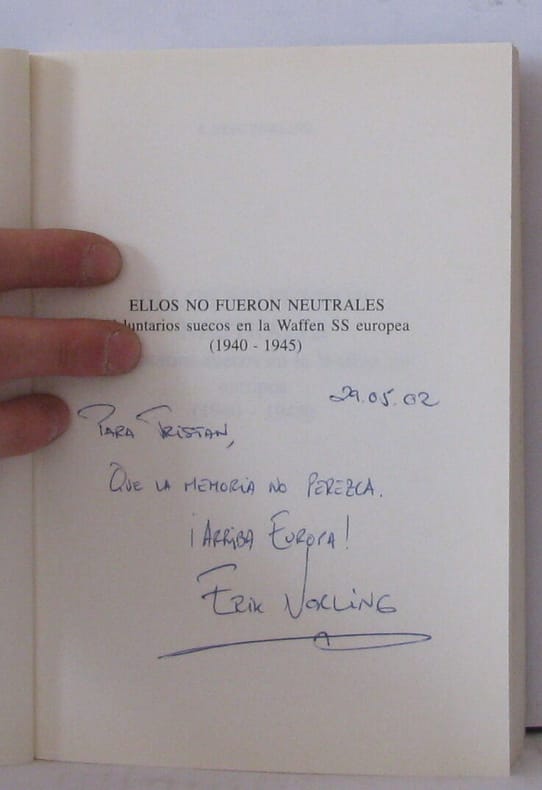 ELLOS NO FUERON NEUTRALES
luntarios suecos en la Waffen SS europea
(1940 - 1945)
29.05.02
PARA TRISTAN,
QUE LA MEMORIA NO PEREZCA.
¡ARRIBA EUROPA!
ERIK NORLING